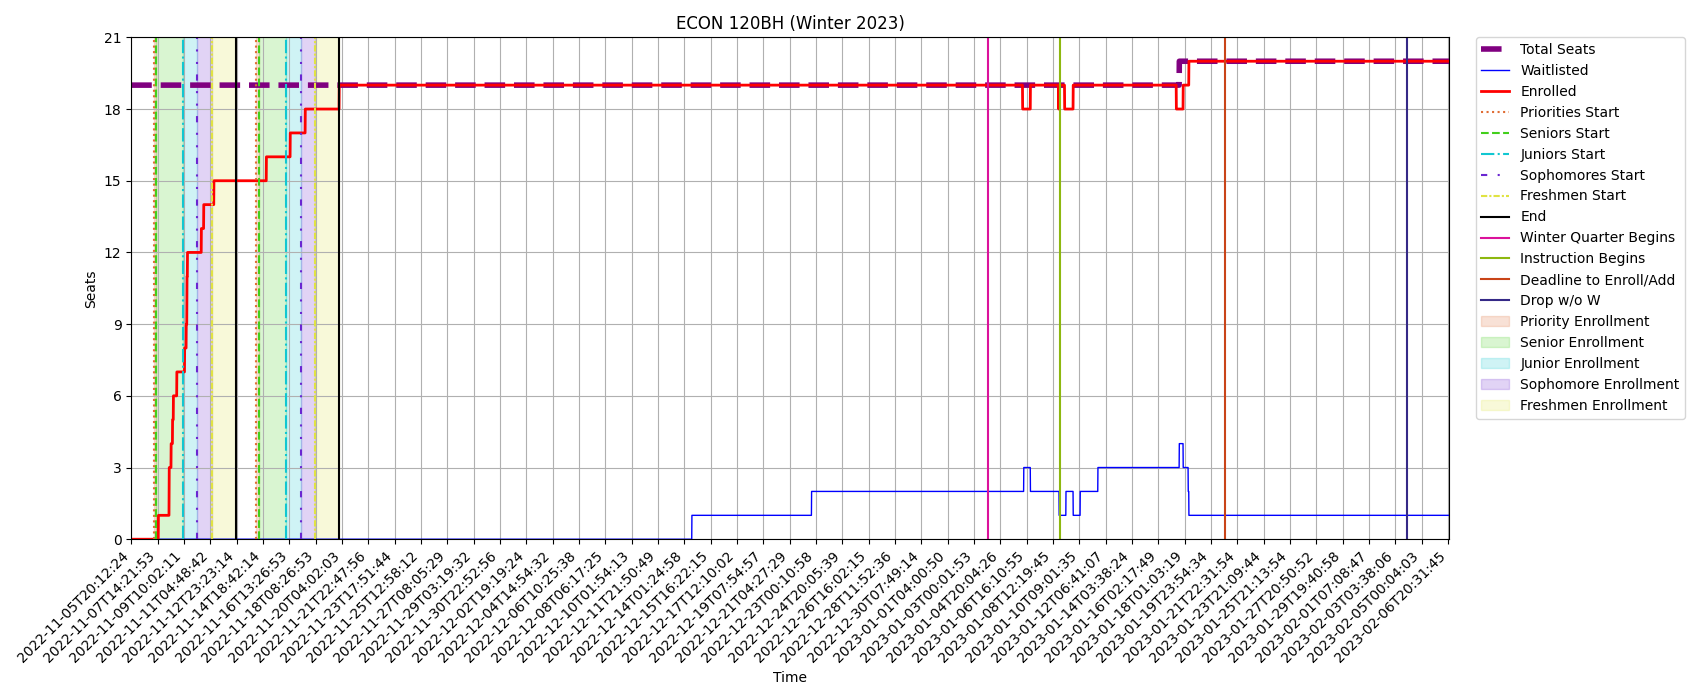 ECON 120BH (Winter 2023)
21
18
15
12
9
6
3
0
Seats
2022-11-05T20:12:24
2022-11-07T14:21:53
2022-11-09T10:02:11
2022-11-11T04:48:42
2022-11-12T23:23:14
2022-11-14T18:42:14
2022-11-16T13:26:53
2022-11-18T08:26:53
2022-11-20T04:02:03
2022-11-21T22:47:56
2022-11-23T17:51:44
2022-11-25T12:58:12
2022-11-27T08:05:29
2022-11-29T03:19:32
2022-11-30T22:52:56
2022-12-02T19:19:24
2022-12-04T14:54:32
2022-12-06T10:25:38
2022-12-08T06:17:25
2022-12-10T01:54:13
2022-12-11T21:50:49
2022-12-14T01:24:58
2022-12-15T16:22:15
2022-12-17T12:10:02
2022-12-19T07:54:57
2022-12-21T04:27:29
2022-12-23T00:10:58
2022-12-24T20:05:39
2022-12-26T16:02:15
2022-12-28T11:52:36
2022-12-30T07:49:14
2023-01-01T04:00:50
2023-01-03T00:01:53
2023-01-04T20:04:26
2023-01-06T16:10:55
2023-01-08T12:19:45
2023-01-10T09:01:35
2023-01-12T06:41:07
2023-01-14T03:38:24
2023-01-16T02:17:49
2023-01-18T01:03:19
2023-01-19T23:54:34
2023-01-21T22:31:54
2023-01-23T21:09:44
2023-01-25T21:13:54
2023-01-27T20:50:52
2023-01-29T19:40:58
2023-02-01T07:08:47
2023-02-03T03:38:06
2023-02-05T00:04:03
2023-02-06T20:31:45
Time
Total Seats
Waitlisted
Enrolled
Priorities Start
Seniors Start
Juniors Start
Sophomores Start
Freshmen Start
End
Winter Quarter Begins
Instruction Begins
Deadline to Enroll/Add
Drop w/o W
Priority Enrollment
Senior Enrollment
Junior Enrollment
Sophomore Enrollment
Freshmen Enrollment